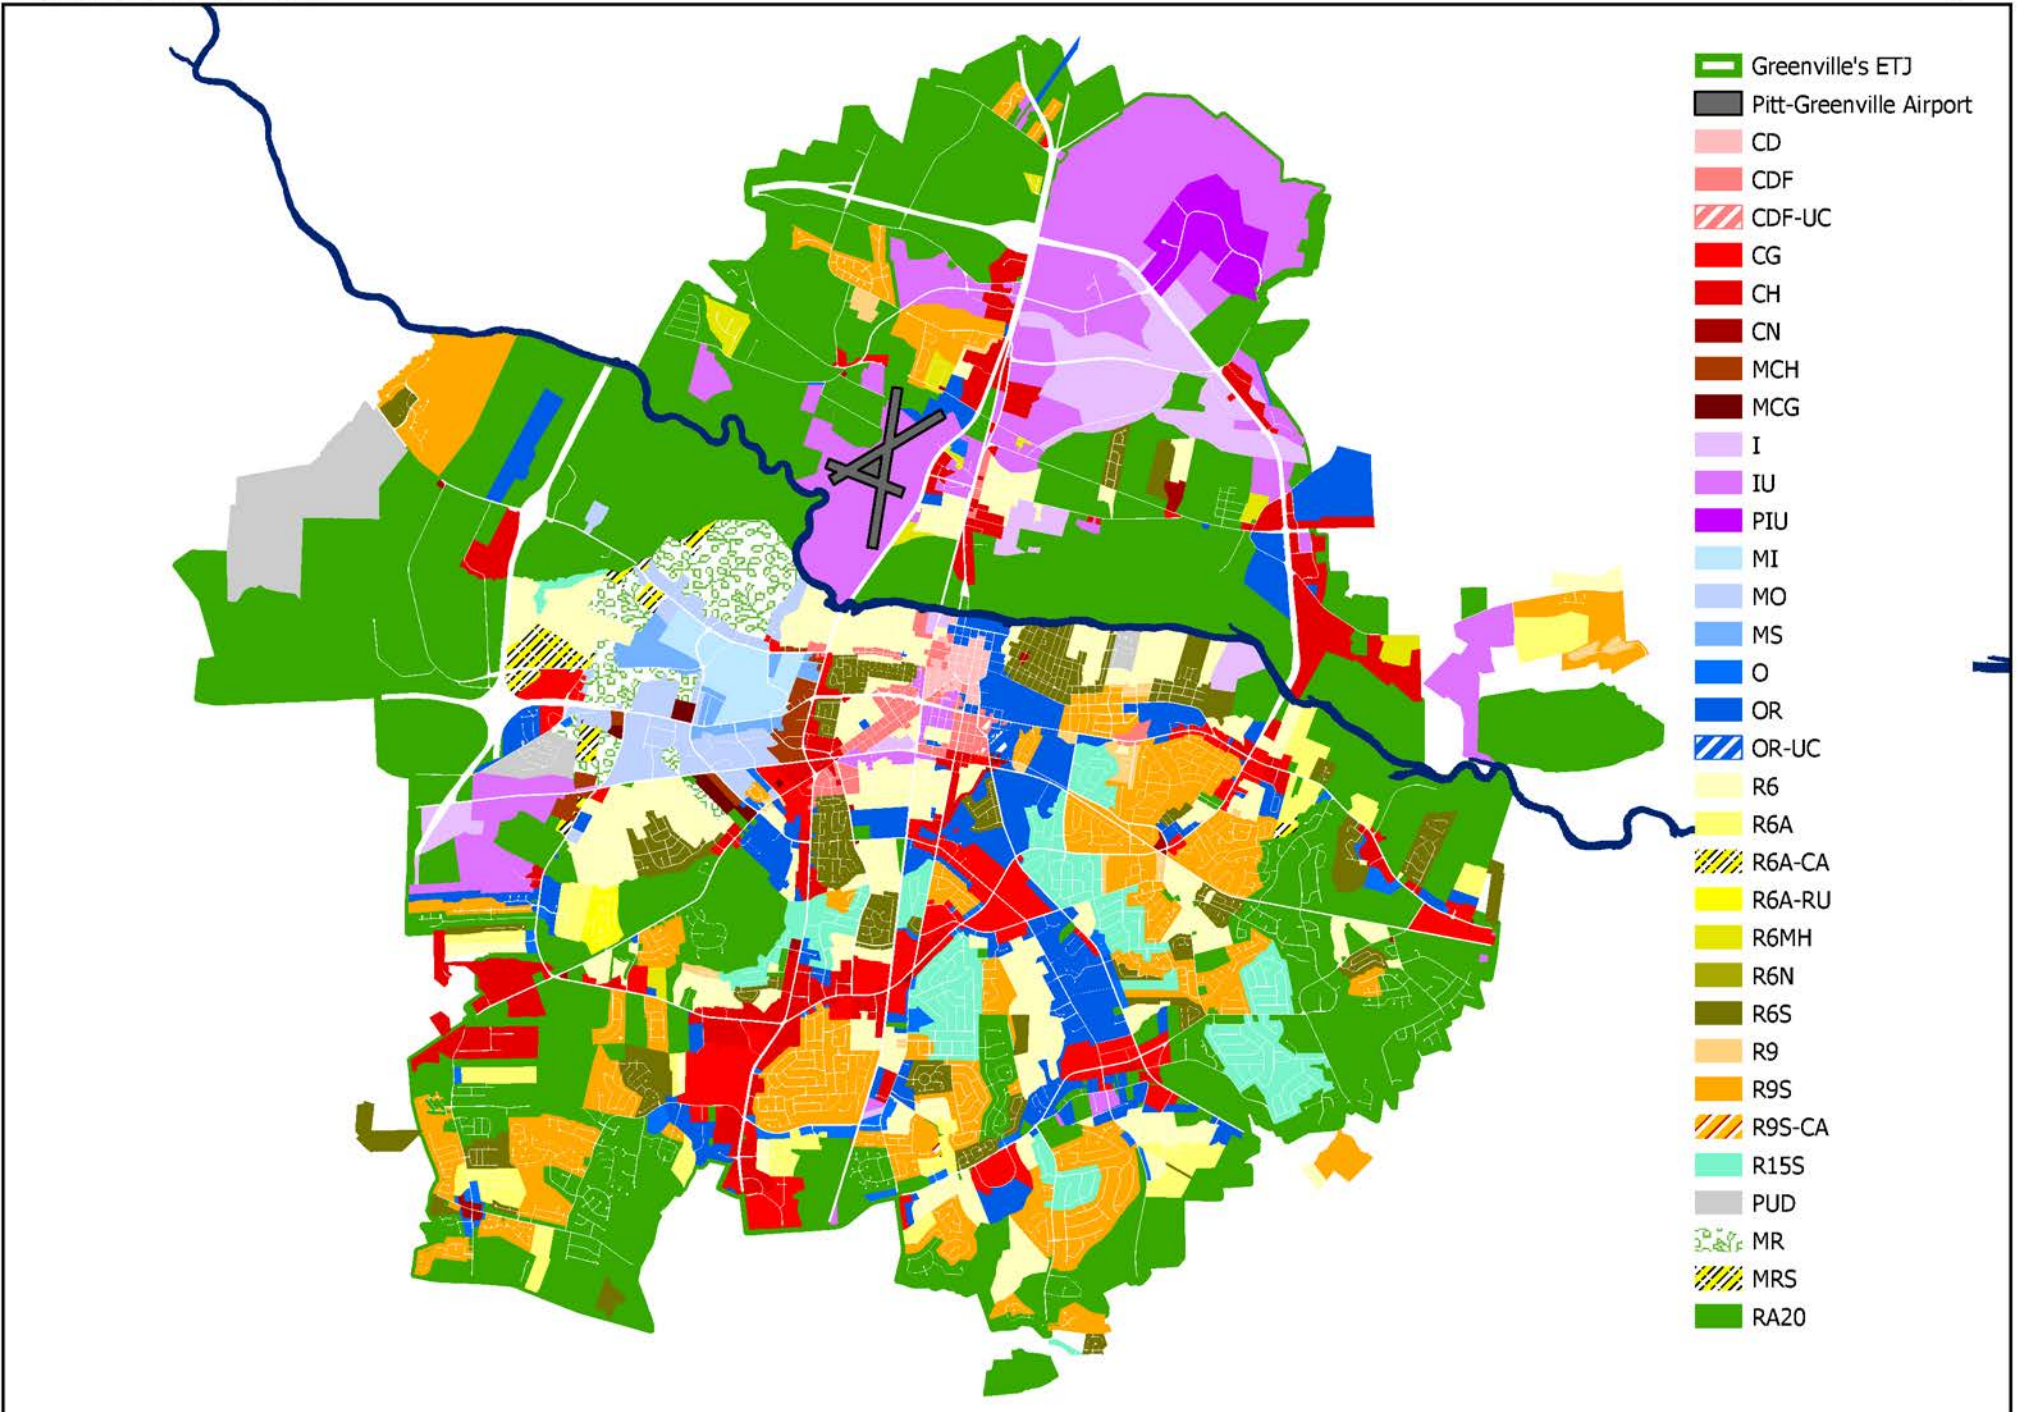 Greenville's ETJ
Pitt-Greenville Airport
CD
CDF
CDF-UC
CG
CH
CN
MCH
MCG
I
IU
PIU
MI
MO
MS
O
OR
OR-UC
R6
R6A
R6A-CA
R6A-RU
R6MH
R6N
R6S
R9
R9S
R9S-CA
R15S
PUD
MR
MRS
RA20